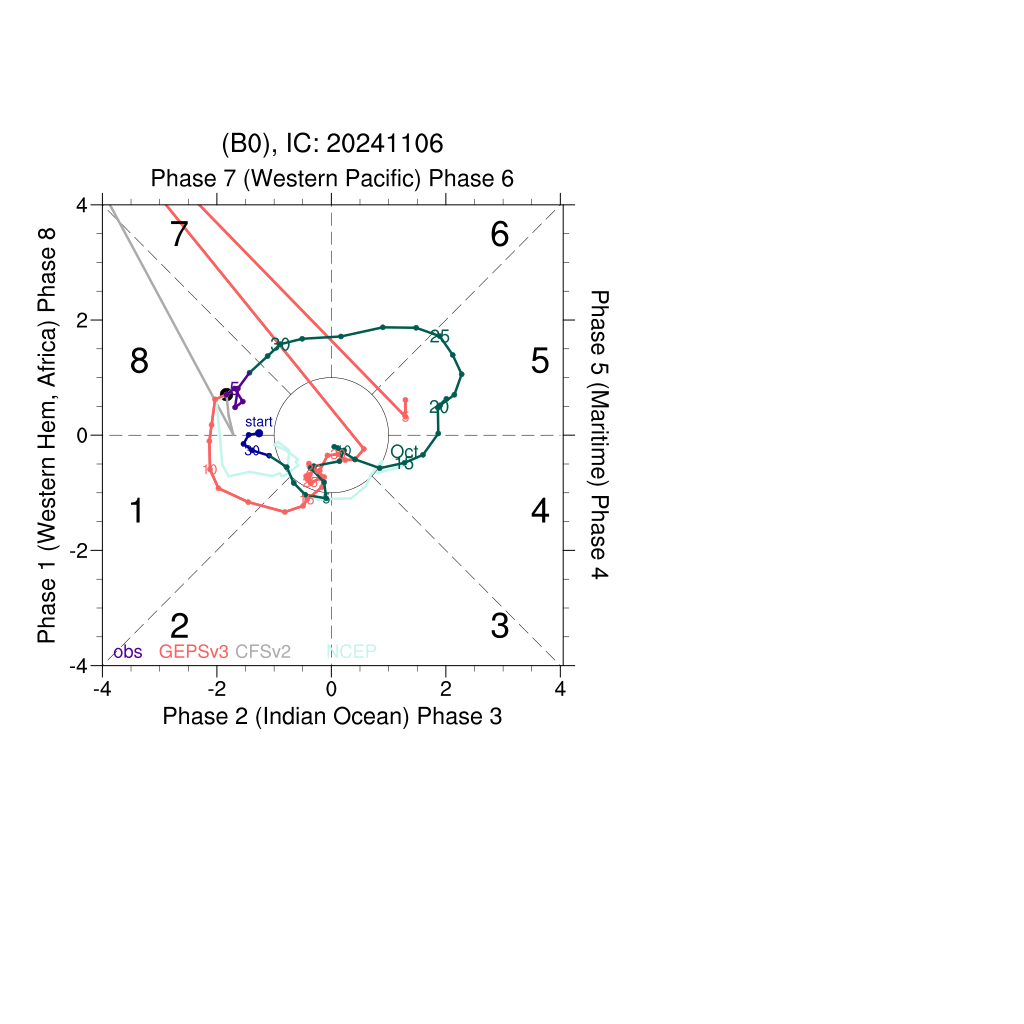 (B0), IC: 20241106
Phase 7 (Western Pacific) Phase 6
4
7
6
2
30
25
8
5
5
20
Phase 1 (Western Hem, Africa) Phase 8
Phase 5 (Maritime) Phase 4
start
0
30
Oct
15
10
10
5
15
1
4
-2
2
3
obs GEPSv3 CFSv2 NCEP
-4
-4 -2 0 2 4
Phase 2 (Indian Ocean) Phase 3